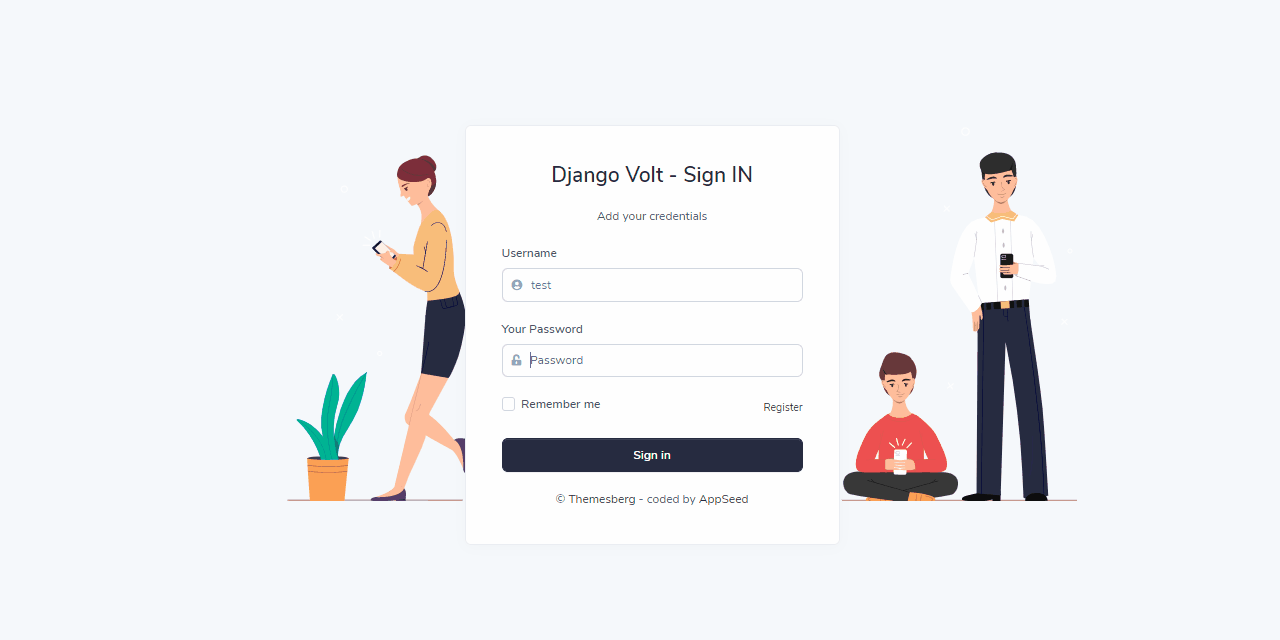 Django Volt - Sign IN
Add your credentials
Username
test
Your Password
Password
Remember me
Register
Sign in
© Themesberg - coded by AppSeed